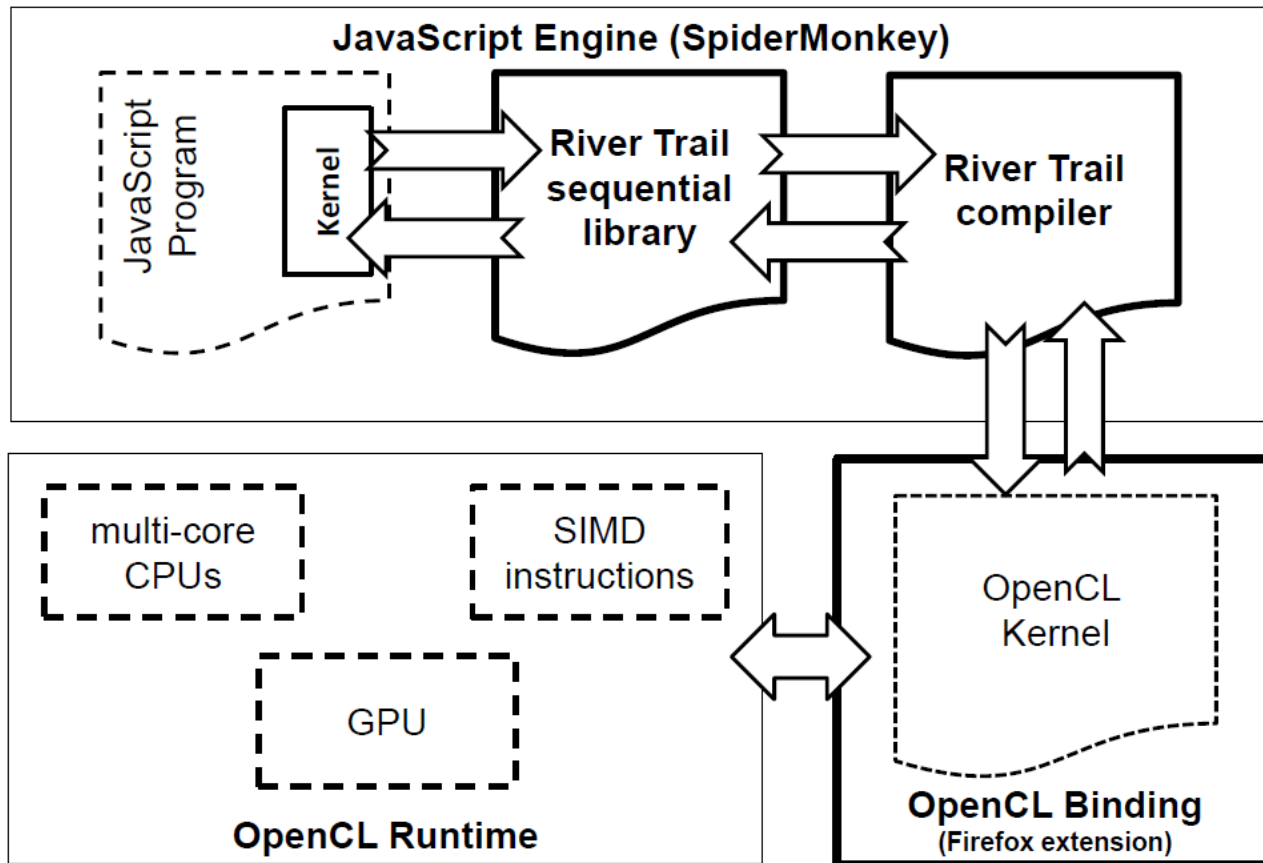 JavaScript Engine (SpiderMonkey)
JavaScript
Program
Kernel
River Trail
sequential
library
River Trail
compiler
multi-core
CPUs
SIMD
instructions
GPU
OpenCL Runtime
OpenCL
Kernel
OpenCL Binding
(Firefox extension)